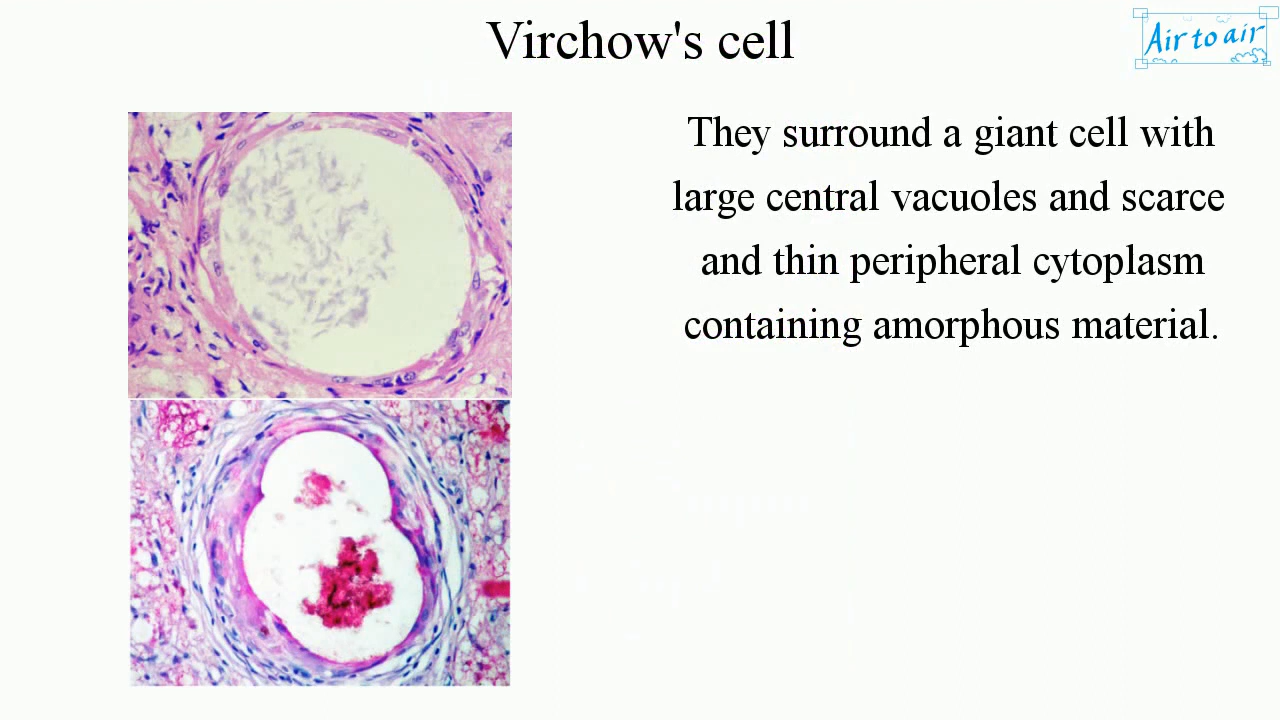 Virchow's cell
Air to air
They surround a giant cell with
large central vacuoles and scarce
and thin peripheral cytoplasm
containing amorphous material.